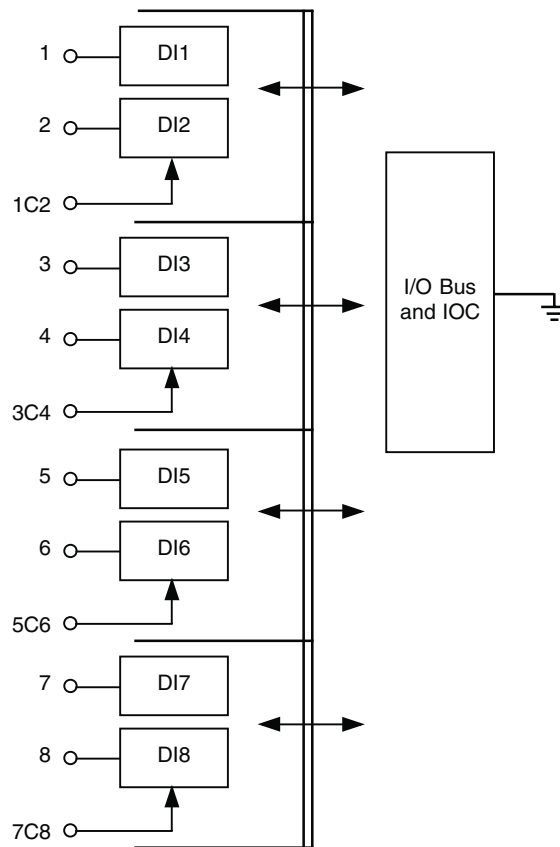 1
DI1
2
DI2
1C2
3
DI3
4
DI4
3C4
I/O Bus
and IOC
5
DI5
6
DI6
5C6
7
DI7
8
DI8
7C8